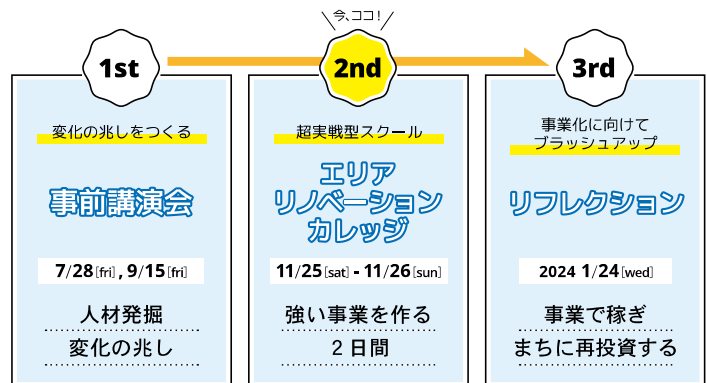 今、ココ！
1st
変化の兆しをつくる
事前講演会
7/28[fri], 9/15[fri]
人材発掘
変化の兆し
2nd
超実戦型スクール
エリア
リノベーション
カレッジ
11/25[sat] - 11/26[sun]
強い事業を作る
2日間
3rd
事業化に向けて
ブラッシュアップ
リフレクション
2024 1/24[wed]
事業で稼ぎ
まちに再投資する